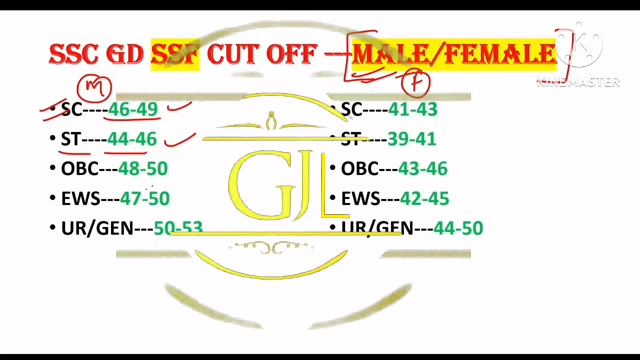 SSC GD SSF CUT OFF ---MALE/FEMALE
KINEMASTER
M
F
• SC----46-49
• ST----44-46
• OBC---48-50
• EWS----47-50
• UR/GEN---50-53
• SC----41-43
• ST----39-41
• OBC---43-46
• EWS----42-45
• UR/GEN---44-50
GJL